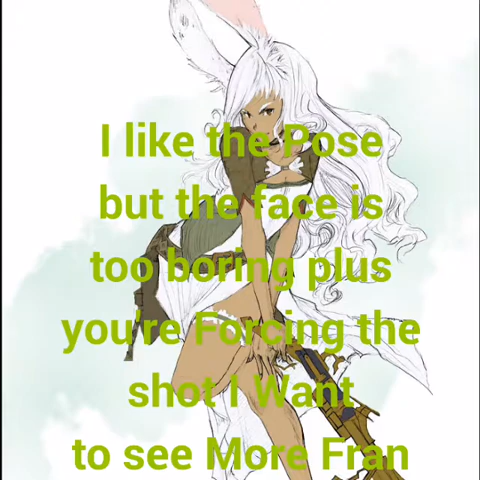 I like the Pose
but the face is
too boring plus
you're Forcing the
shot I Want
to see More Fran